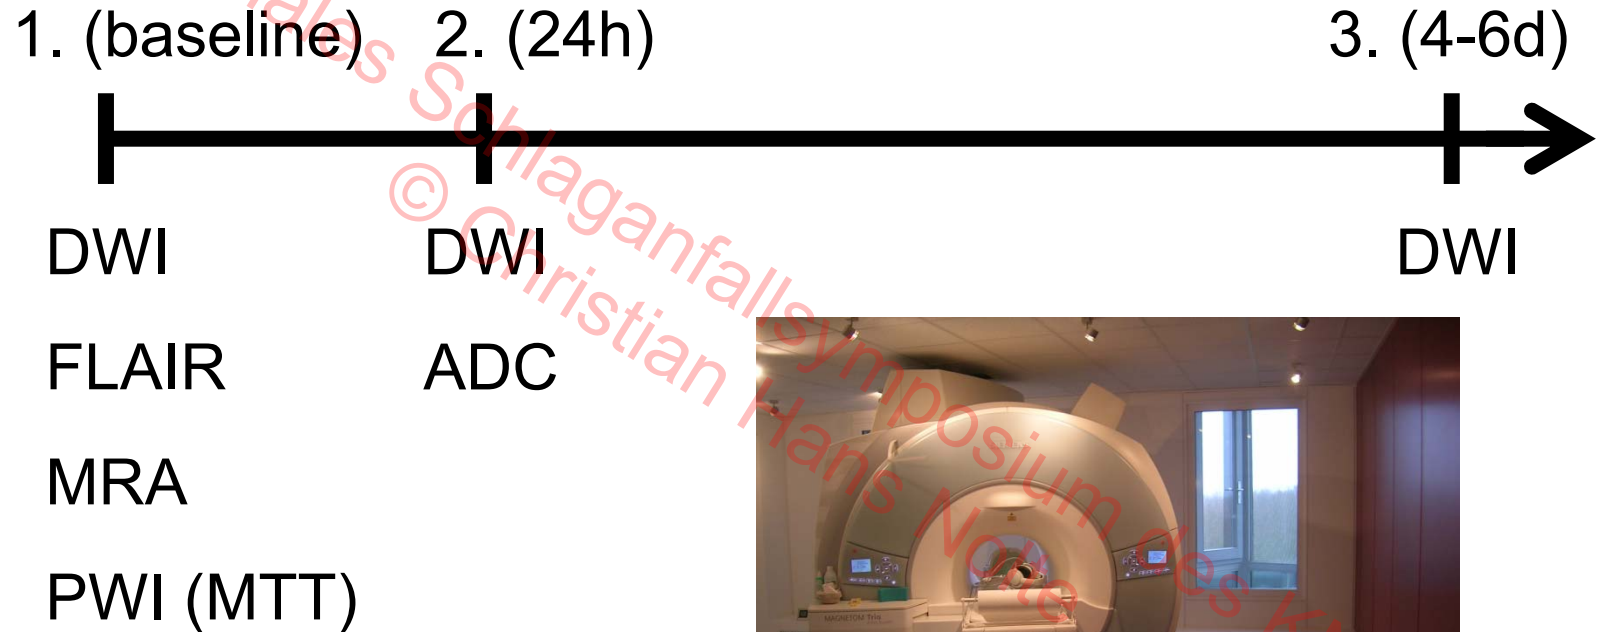 1. (baseline) 2. (24h) 3. (4-6d)
DWI DWI DWI
FLAIR ADC
MRA
PWI (MTT)
Schlaganfallsymposium des
© Christian Hans Nolte
MAGNETOM Trio